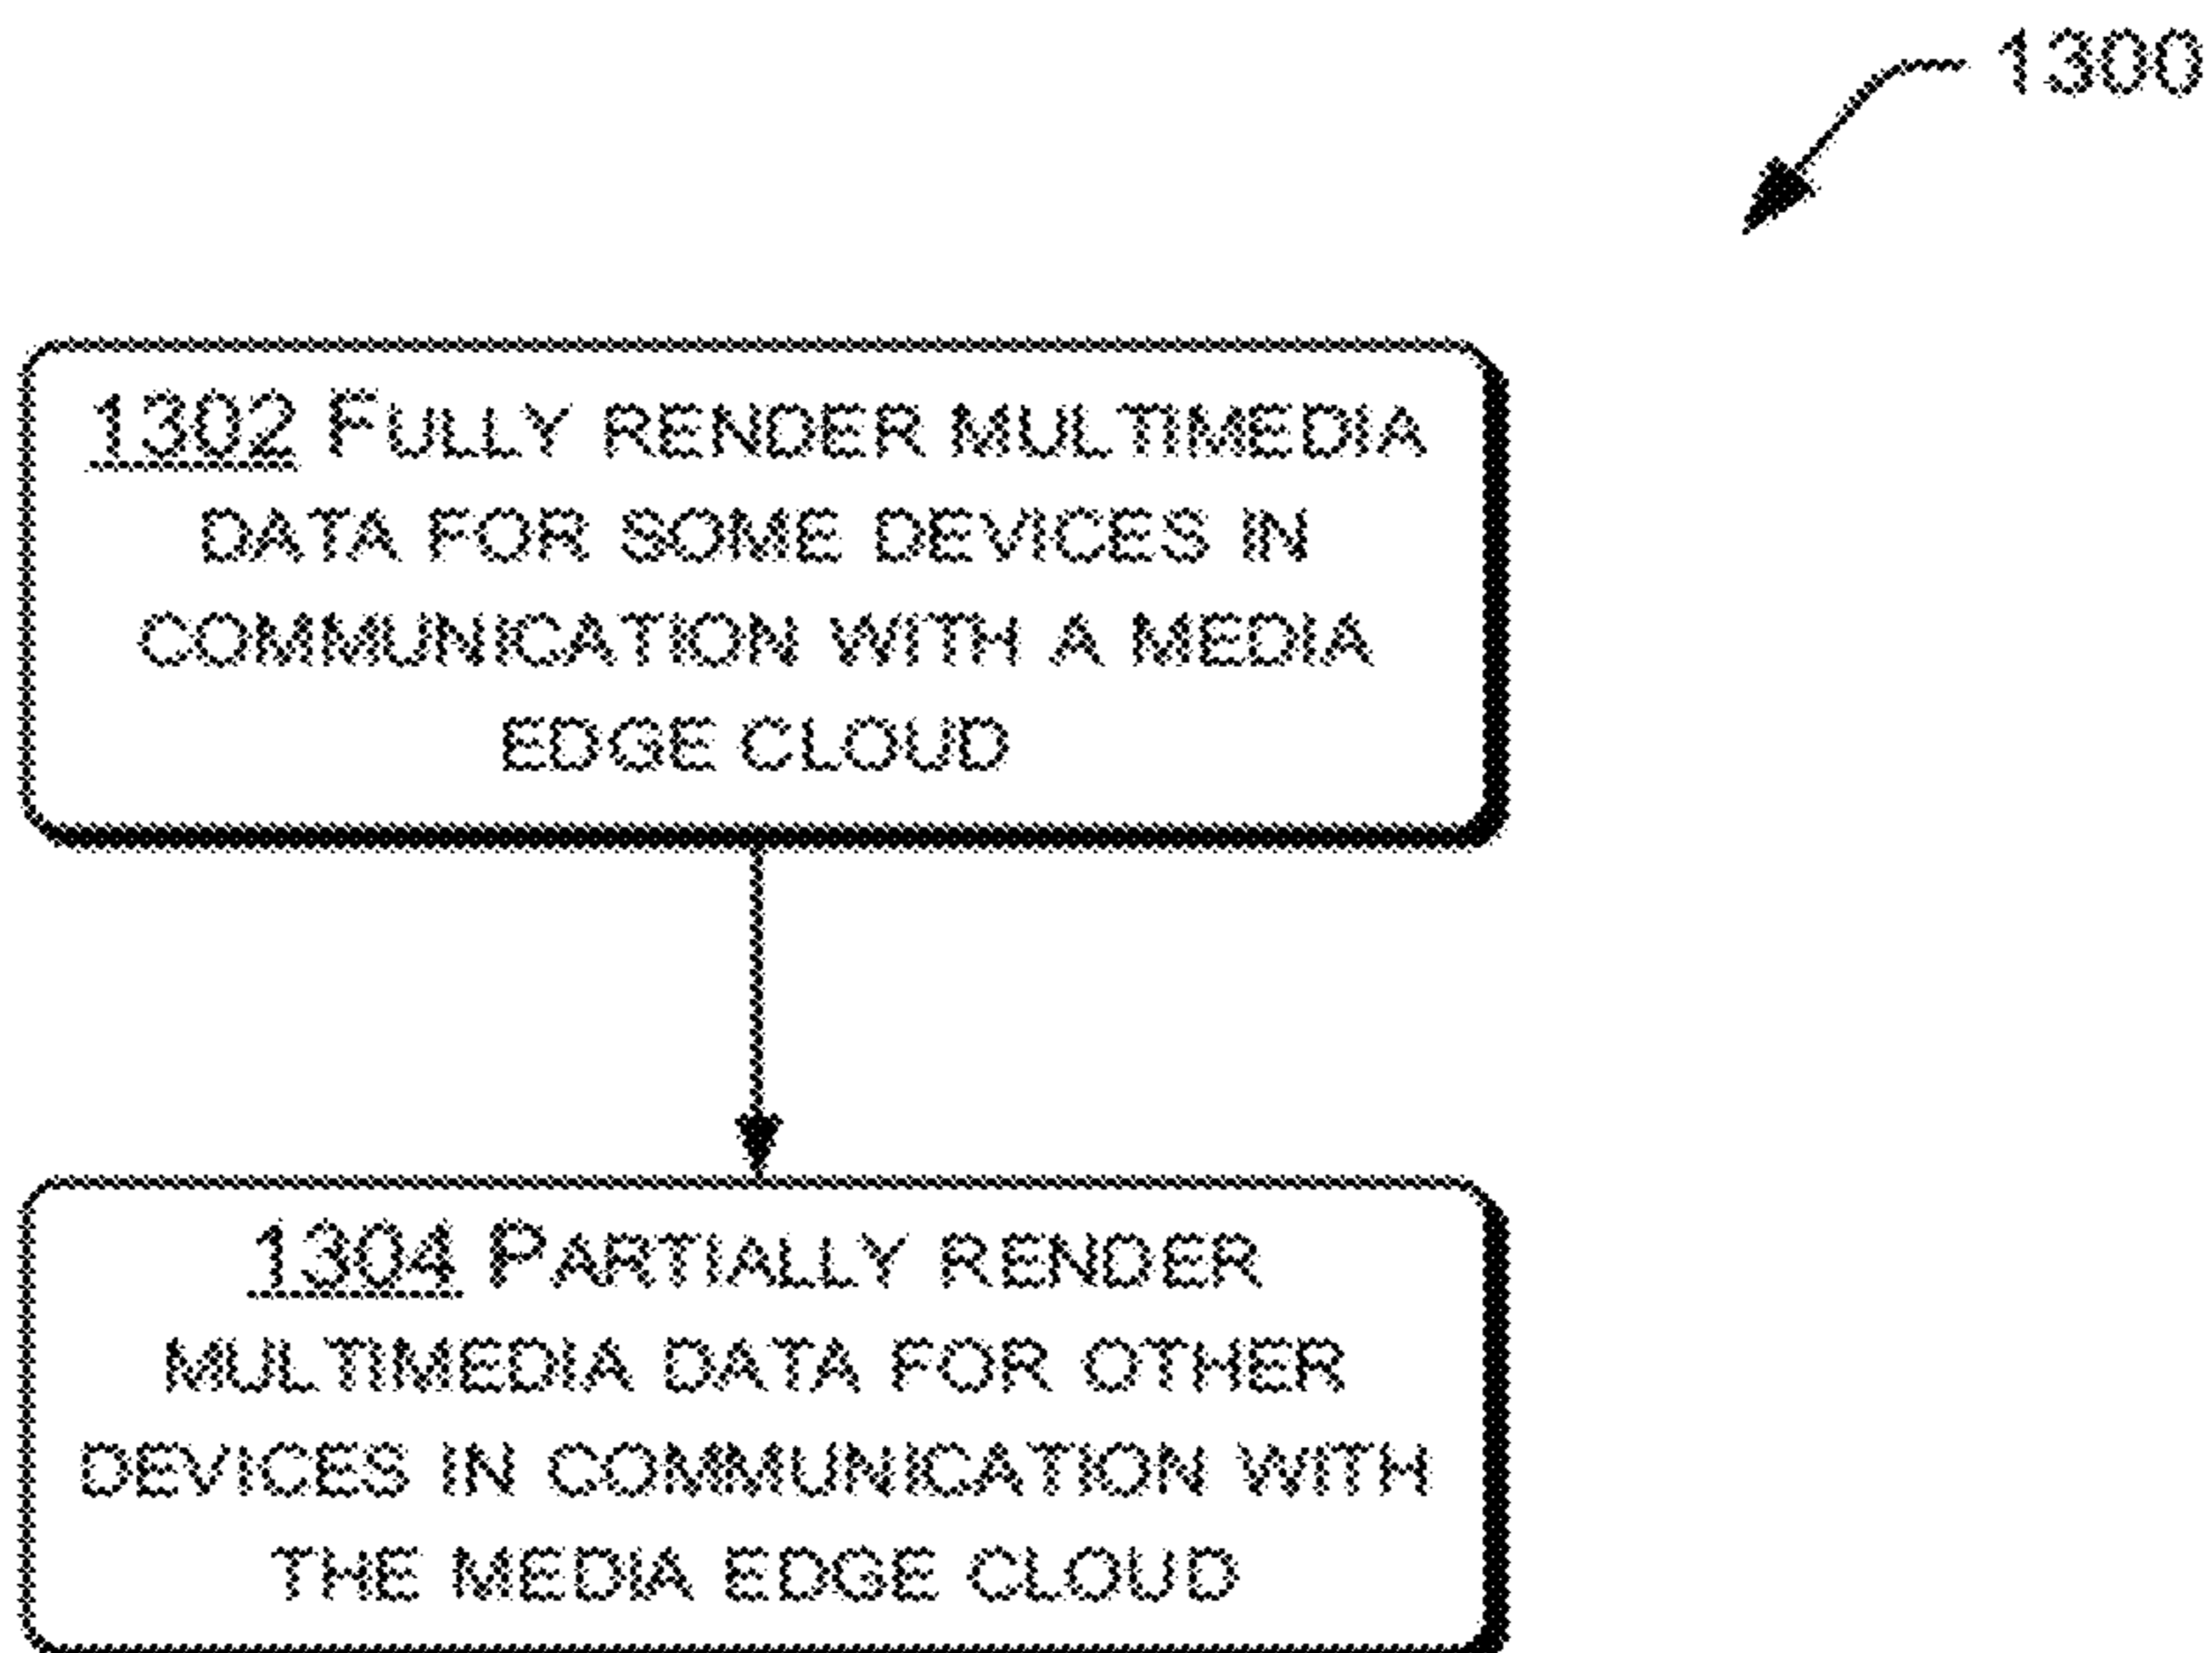 1300
1302 FULLY RENDER MULTIMEDIA
DATA FOR SOME DEVICES IN
COMMUNICATION WITH A MEDIA
EDGE CLOUD
1304 PARTIALLY RENDER
MULTIMEDIA DATA FOR OTHER
DEVICES IN COMMUNICATION WITH
THE MEDIA EDGE CLOUD